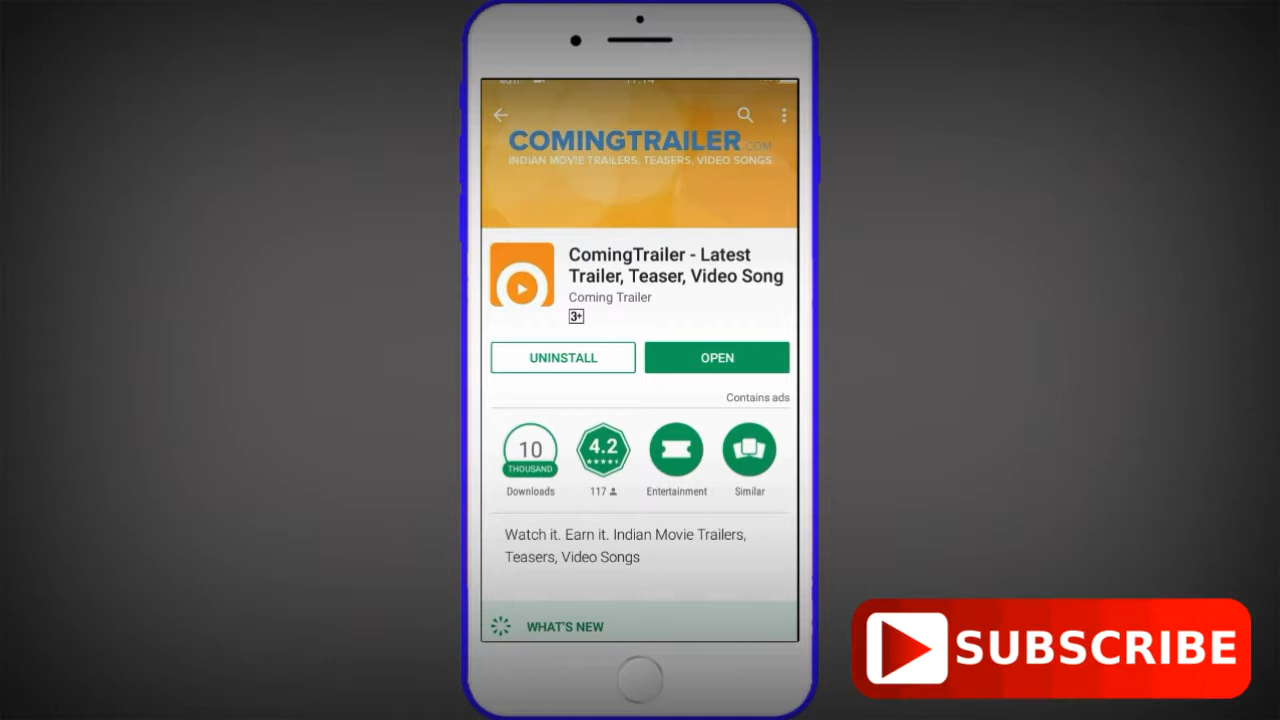 COMINGTRAILER.COM
INDIAN MOVIE TRAILERS, TEASERS, VIDEO SONGS
ComingTrailer - Latest
Trailer, Teaser, Video Song
Coming Trailer
3+
UNINSTALL
OPEN
Contains ads
10
THOUSAND
Downloads
4.2
117
Entertainment
Similar
Watch it. Earn it. Indian Movie Trailers,
Teasers, Video Songs
WHAT'S NEW
SUBSCRIBE